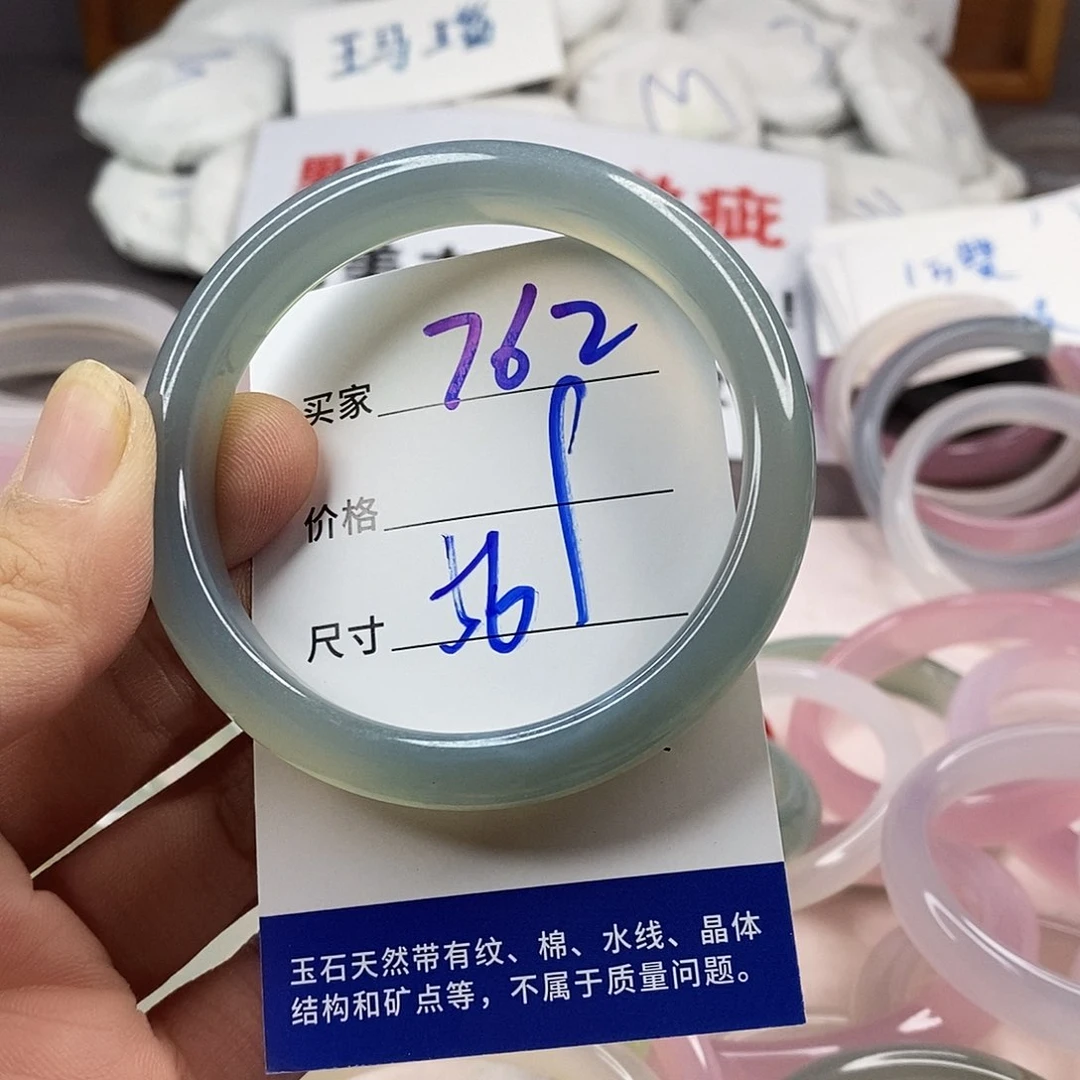 玛瑙
疵
买家 762
价格
尺寸 56
玉石天然带有纹、棉、水线、晶体
结构和矿点等，不属于质量问题。